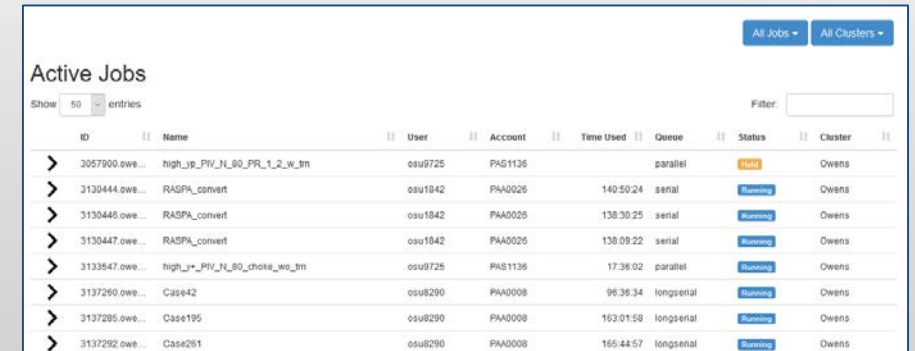 All Jobs All Clusters
Active Jobs
Show 50 entries Filter:
ID Name User Account Time Used Queue Status Cluster
3057900.owe... high_yp_PIV_N_80_PR_1_2_w_trn osu9725 PAS1136 parallel Held Owens
3130444.owe... RASPA_convert osu1842 PAA0026 140:50:24 serial Running Owens
3130446.owe... RASPA_convert osu1842 PAA0026 138:30:25 serial Running Owens
3130447.owe... RASPA_convert osu1842 PAA0026 138:09:22 serial Running Owens
3133547.owe... high_y+_PIV_N_80_choke_wo_trn osu9725 PAS1136 17:36:02 parallel Running Owens
3137260.owe... Case42 osu8290 PAA0008 96:36:34 longserial Running Owens
3137285.owe... Case195 osu8290 PAA0008 163:01:58 longserial Running Owens
3137292.owe... Case261 osu8290 PAA0008 165:44:57 longserial Running Owens